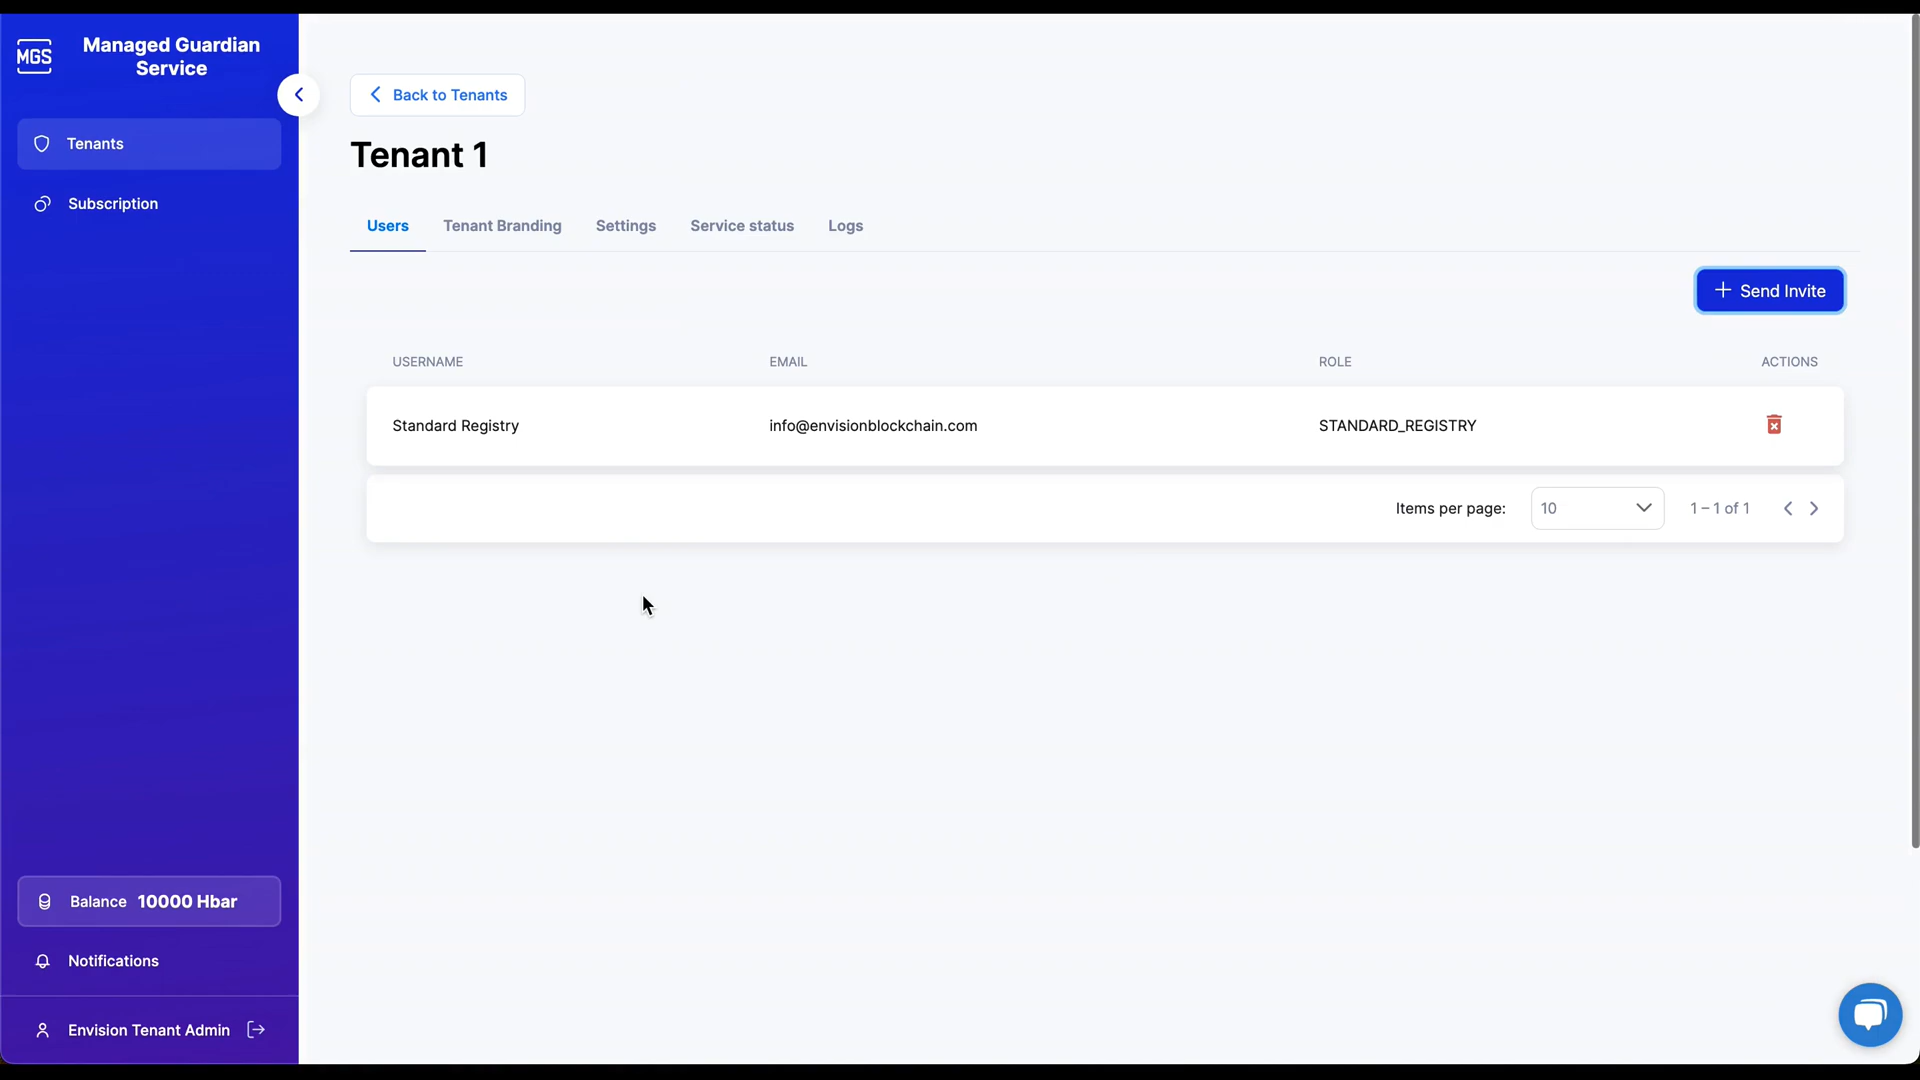 MGS
Managed Guardian
Service
Tenants
Subscription
Balance 10000 Hbar
Notifications
Envision Tenant Admin
Back to Tenants
Tenant 1
Users Tenant Branding Settings Service status Logs
+ Send Invite
USERNAME EMAIL ROLE ACTIONS
Standard Registry info@envisionblockchain.com STANDARD_REGISTRY
Items per page: 10 1 – 1 of 1